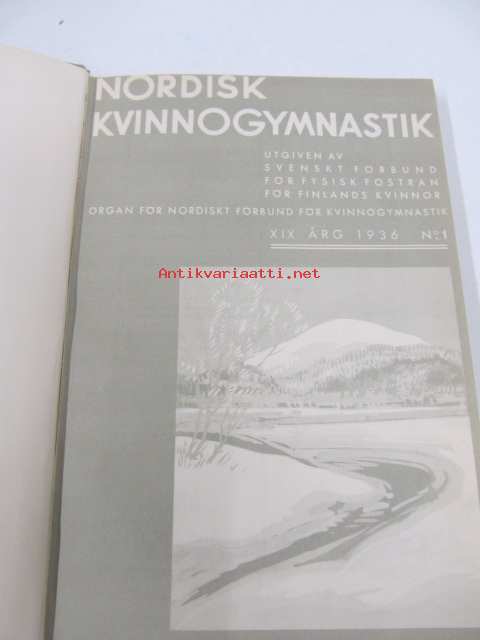 NORDISK
KVINNOGYMNASTIK
UTGIVEN AV
SVENSKT FÖRBUND
FÖR FYSISK FOSTRAN
FÖR FINLANDS KVINNOR
ORGAN FÖR NORDISKT FÖRBUND FÖR KVINNOGYMNASTIK
XIX ÅRG 1936 No 1
Antikvariaatti.net